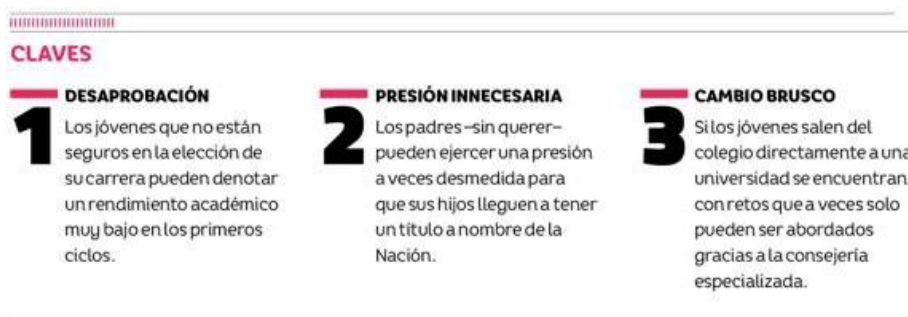 CLAVES
1
DESAPROBACIÓN
Los jóvenes que no están
seguros en la elección de
su carrera pueden denotar
un rendimiento académico
muy bajo en los primeros
ciclos.
2
PRESIÓN INNECESARIA
Los padres –sin querer–
pueden ejercer una presión
a veces desmedida para
que sus hijos lleguen a tener
un título a nombre de la
Nación.
3
CAMBIO BRUSCO
Si los jóvenes salen del
colegio directamente a una
universidad se encuentran
con retos que a veces solo
pueden ser abordados
gracias a la consejería
especializada.